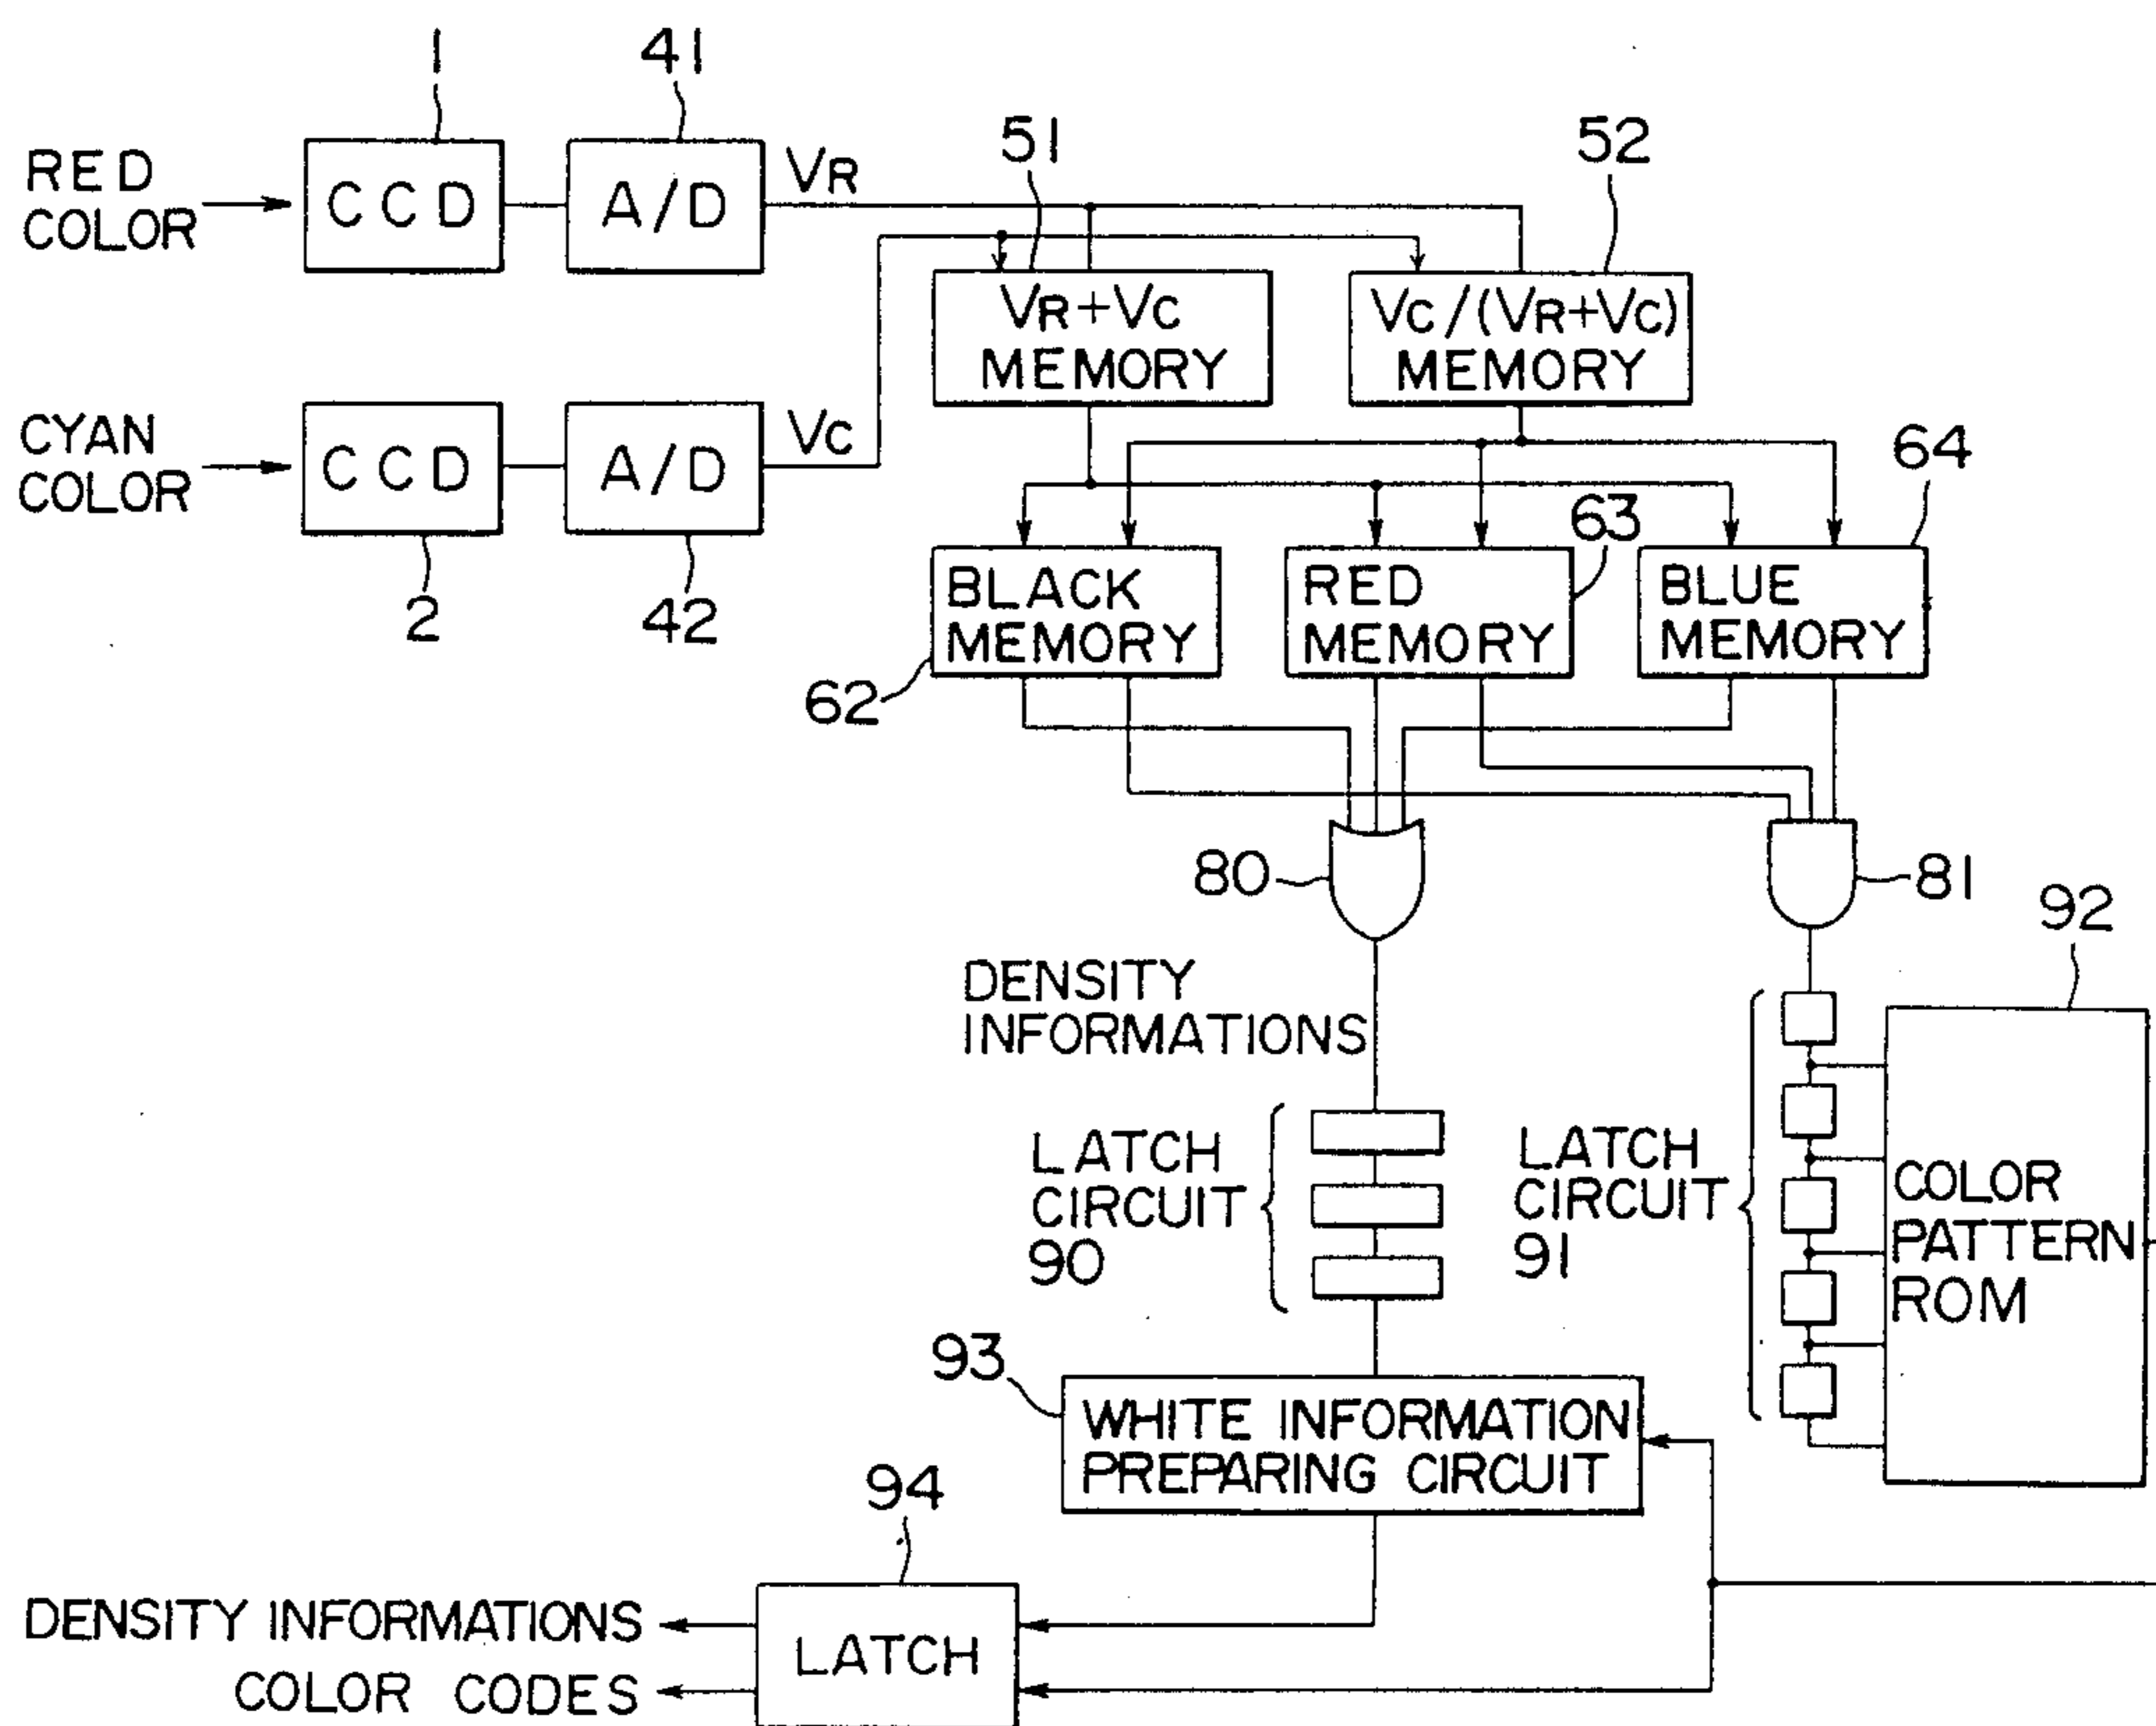 1
41
RED
COLOR
CCD
A/D
VR
51
52
VR+VC
MEMORY
VC/(VR+VC)
MEMORY
CYAN
COLOR
CCD
A/D
VC
2
42
64
63
BLACK
MEMORY
RED
MEMORY
BLUE
MEMORY
62
80
81
92
DENSITY
INFORMATIONS
LATCH
CIRCUIT
90
LATCH
CIRCUIT
91
COLOR
PATTERN
ROM
93
WHITE INFORMATION
PREPARING CIRCUIT
94
DENSITY INFORMATIONS
COLOR CODES
LATCH